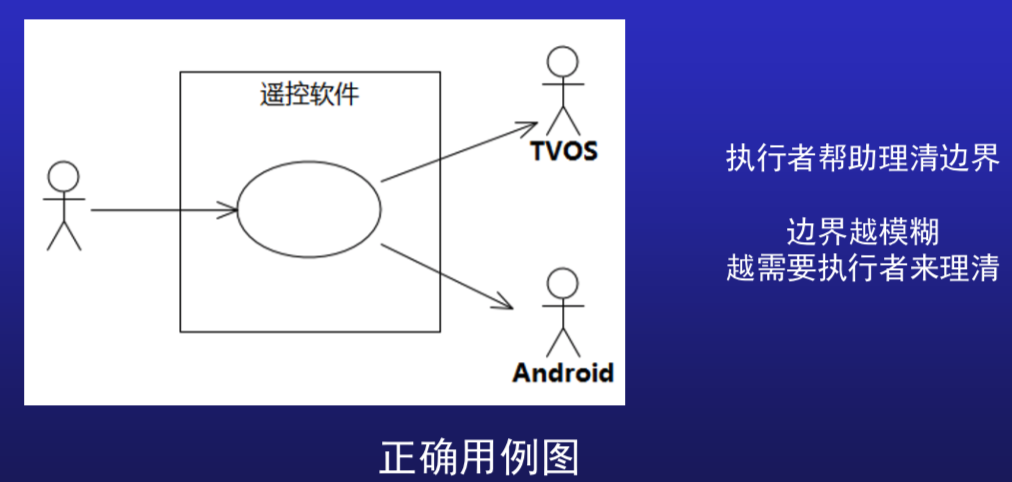 遥控软件
TVOS
Android
执行者帮助理清边界
边界越模糊
越需要执行者来理清
正确用例图